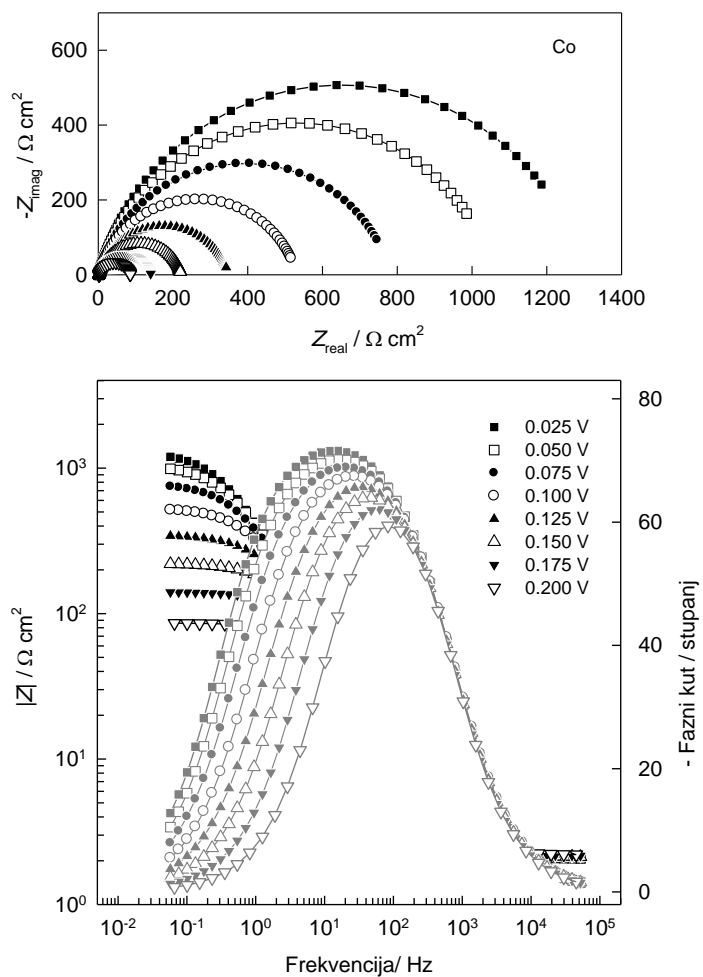 Co
600
400
200
0
-Zimag / Ω cm2
0 200 400 600 800 1000 1200 1400
Zreal / Ω cm2
103
102
101
100
|Z| / Ω cm2
80
60
40
20
0
- Fazni kut / stupanj
0.025 V
0.050 V
0.075 V
0.100 V
0.125 V
0.150 V
0.175 V
0.200 V
10-2 10-1 100 101 102 103 104 105
Frekvencija/ Hz